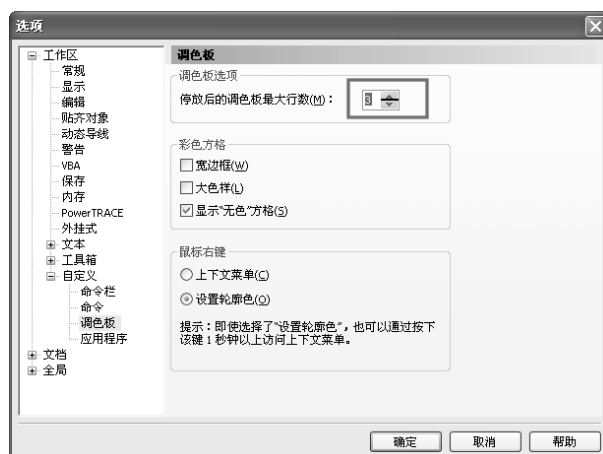 选项
工作区
常规
显示
编辑
贴齐对象
动态导线
警告
VBA
保存
内存
PowerTRACE
外挂式
文本
工具箱
自定义
命令栏
命令
调色板
应用程序
文档
全局
调色板
调色板选项
停放后的调色板最大行数(M)：
3
彩色方格
宽边框(W)
大色样(L)
显示“无色”方格(S)
鼠标右键
上下文菜单(C)
设置轮廓色(O)
提示：即使选择了“设置轮廓色”，也可以通过按下
该键 1 秒钟以上访问上下文菜单。
确定
取消
帮助